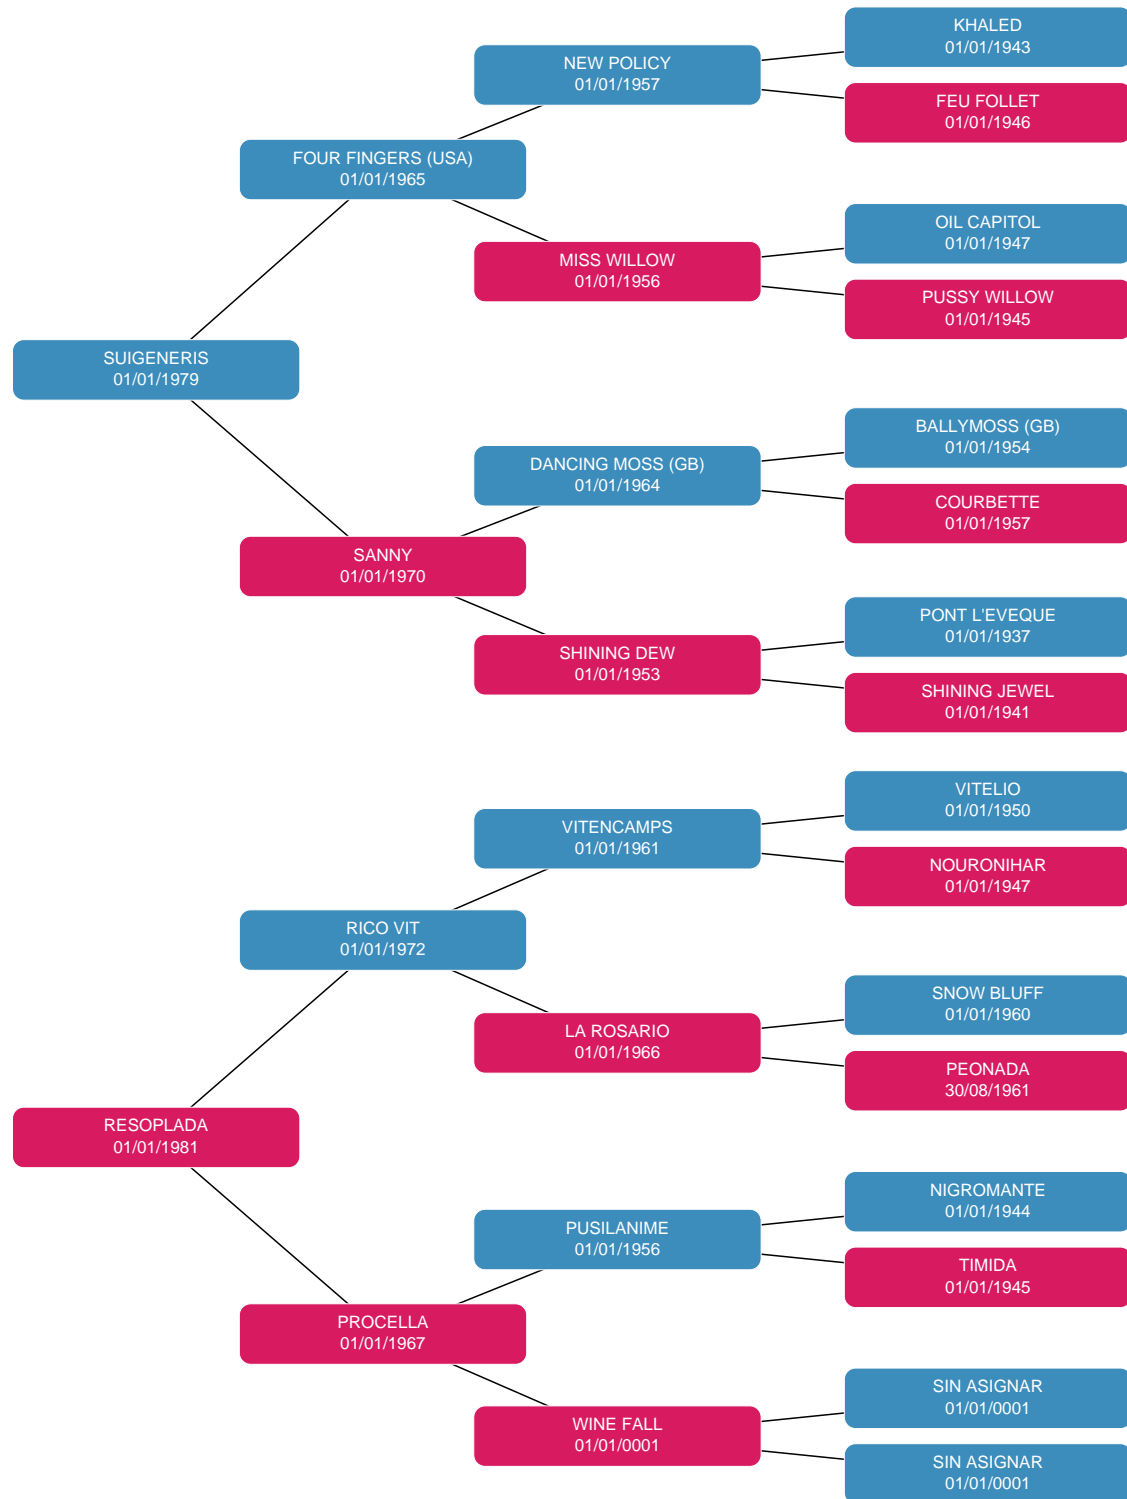 KHALED
01/01/1943
NEW POLICY
01/01/1957
FEU FOLLET
01/01/1946
FOUR FINGERS (USA)
01/01/1965
OIL CAPITOL
01/01/1947
MISS WILLOW
01/01/1956
PUSSY WILLOW
01/01/1945
SUIGENERIS
01/01/1979
BALLYMOSS (GB)
01/01/1954
DANCING MOSS (GB)
01/01/1964
COURBETTE
01/01/1957
SANNY
01/01/1970
PONT L'EVEQUE
01/01/1937
SHINING DEW
01/01/1953
SHINING JEWEL
01/01/1941
VITELIO
01/01/1950
VITENCAMPS
01/01/1961
NOURONIHAR
01/01/1947
RICO VIT
01/01/1972
SNOW BLUFF
01/01/1960
LA ROSARIO
01/01/1966
PEONADA
30/08/1961
RESOPLADA
01/01/1981
NIGROMANTE
01/01/1944
PUSILANIME
01/01/1956
TIMIDA
01/01/1945
PROCELLA
01/01/1967
SIN ASIGNAR
01/01/0001
WINE FALL
01/01/0001
SIN ASIGNAR
01/01/0001